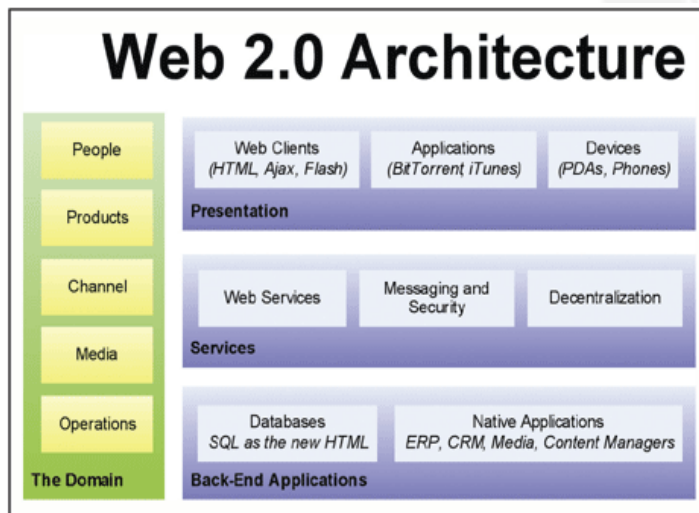 Web 2.0 Architecture
People
Products
Channel
Media
Operations
The Domain
Web Clients
(HTML, Ajax, Flash)
Applications
(BitTorrent, iTunes)
Devices
(PDAs, Phones)
Presentation
Web Services
Messaging and
Security
Decentralization
Services
Databases
SQL as the new HTML
Native Applications
ERP, CRM, Media, Content Managers
Back-End Applications